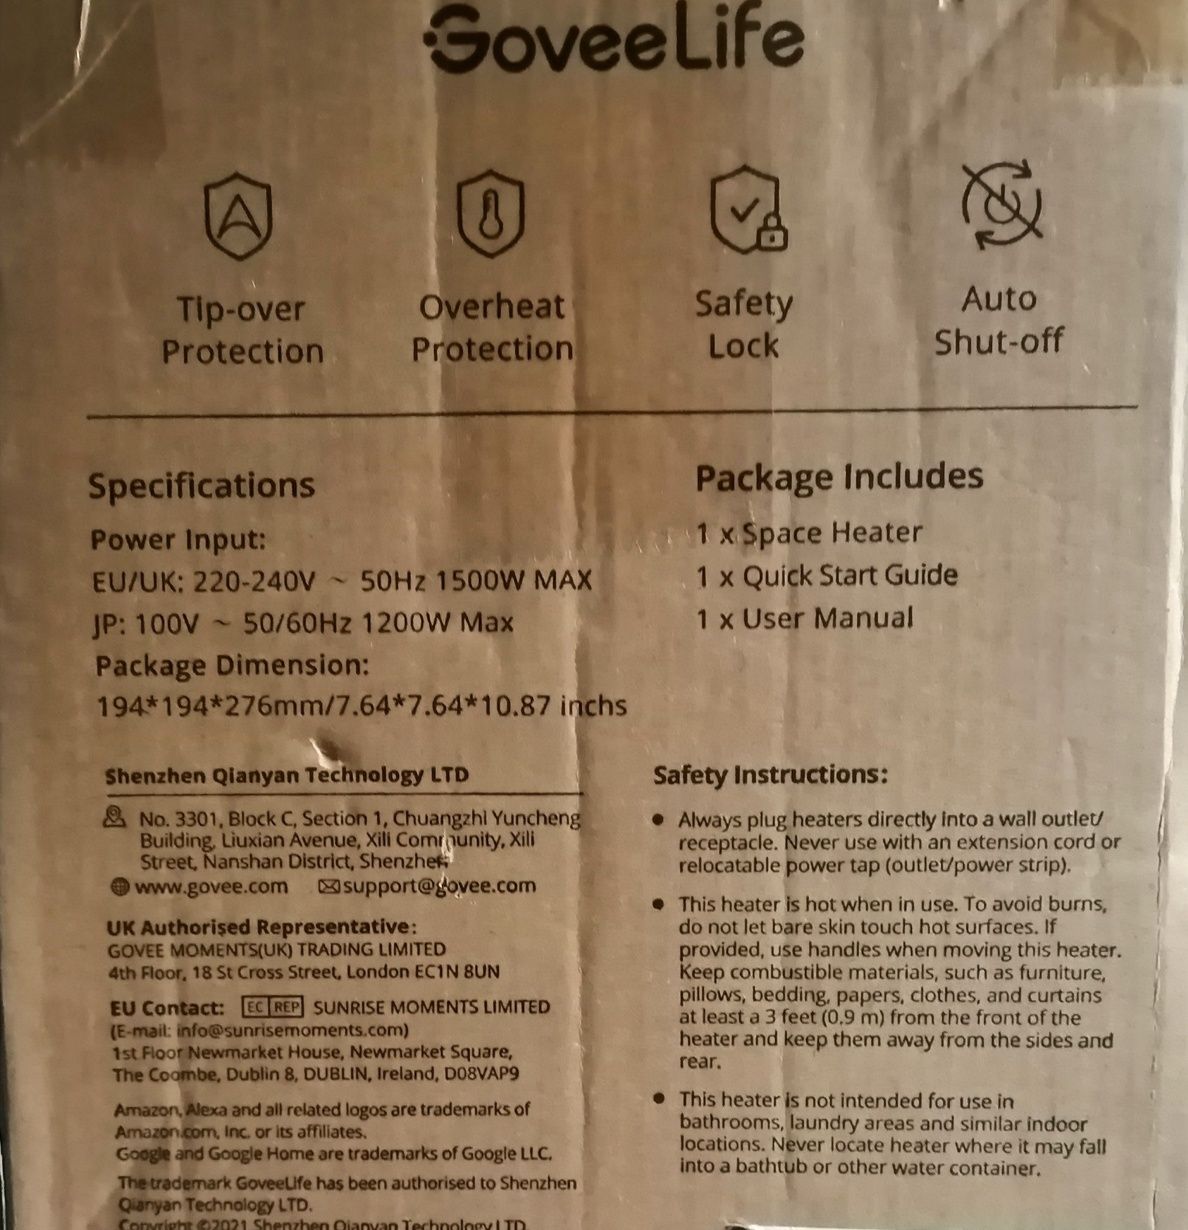 GoveeLife
Tip-over
Protection
Overheat
Protection
Safety
Lock
Auto
Shut-off
Specifications
Power Input:
EU/UK: 220-240V ~ 50Hz 1500W MAX
JP: 100V ~ 50/60Hz 1200W Max
Package Dimension:
194*194*276mm/7.64*7.64*10.87 inchs
Package Includes
1 x Space Heater
1 x Quick Start Guide
1 x User Manual
Shenzhen Qianyan Technology LTD
No. 3301, Block C, Section 1, Chuangzhi Yuncheng
Building, Liuxian Avenue, Xili Community, Xili
Street, Nanshan District, Shenzhen
www.govee.com support@govee.com
UK Authorised Representative:
GOVEE MOMENTS(UK) TRADING LIMITED
4th Floor, 18 St Cross Street, London EC1N 8UN
EU Contact: EC REP SUNRISE MOMENTS LIMITED
(E-mail: info@sunrisemoments.com)
1st Floor Newmarket House, Newmarket Square,
The Coombe, Dublin 8, DUBLIN, Ireland, D08VAP9
Amazon, Alexa and all related logos are trademarks of
Amazon.com, Inc. or its affiliates.
Google and Google Home are trademarks of Google LLC.
The trademark GoveeLife has been authorised to Shenzhen
Qianyan Technology LTD.
Copyright ©2021 Shenzhen Qianyan Technology LTD
Safety Instructions:
• Always plug heaters directly into a wall outlet/
receptacle. Never use with an extension cord or
relocatable power tap (outlet/power strip).
• This heater is hot when in use. To avoid burns,
do not let bare skin touch hot surfaces. If
provided, use handles when moving this heater.
Keep combustible materials, such as furniture,
pillows, bedding, papers, clothes, and curtains
at least a 3 feet (0,9 m) from the front of the
heater and keep them away from the sides and
rear.
• This heater is not intended for use in
bathrooms, laundry areas and similar indoor
locations. Never locate heater where it may fall
into a bathtub or other water container.